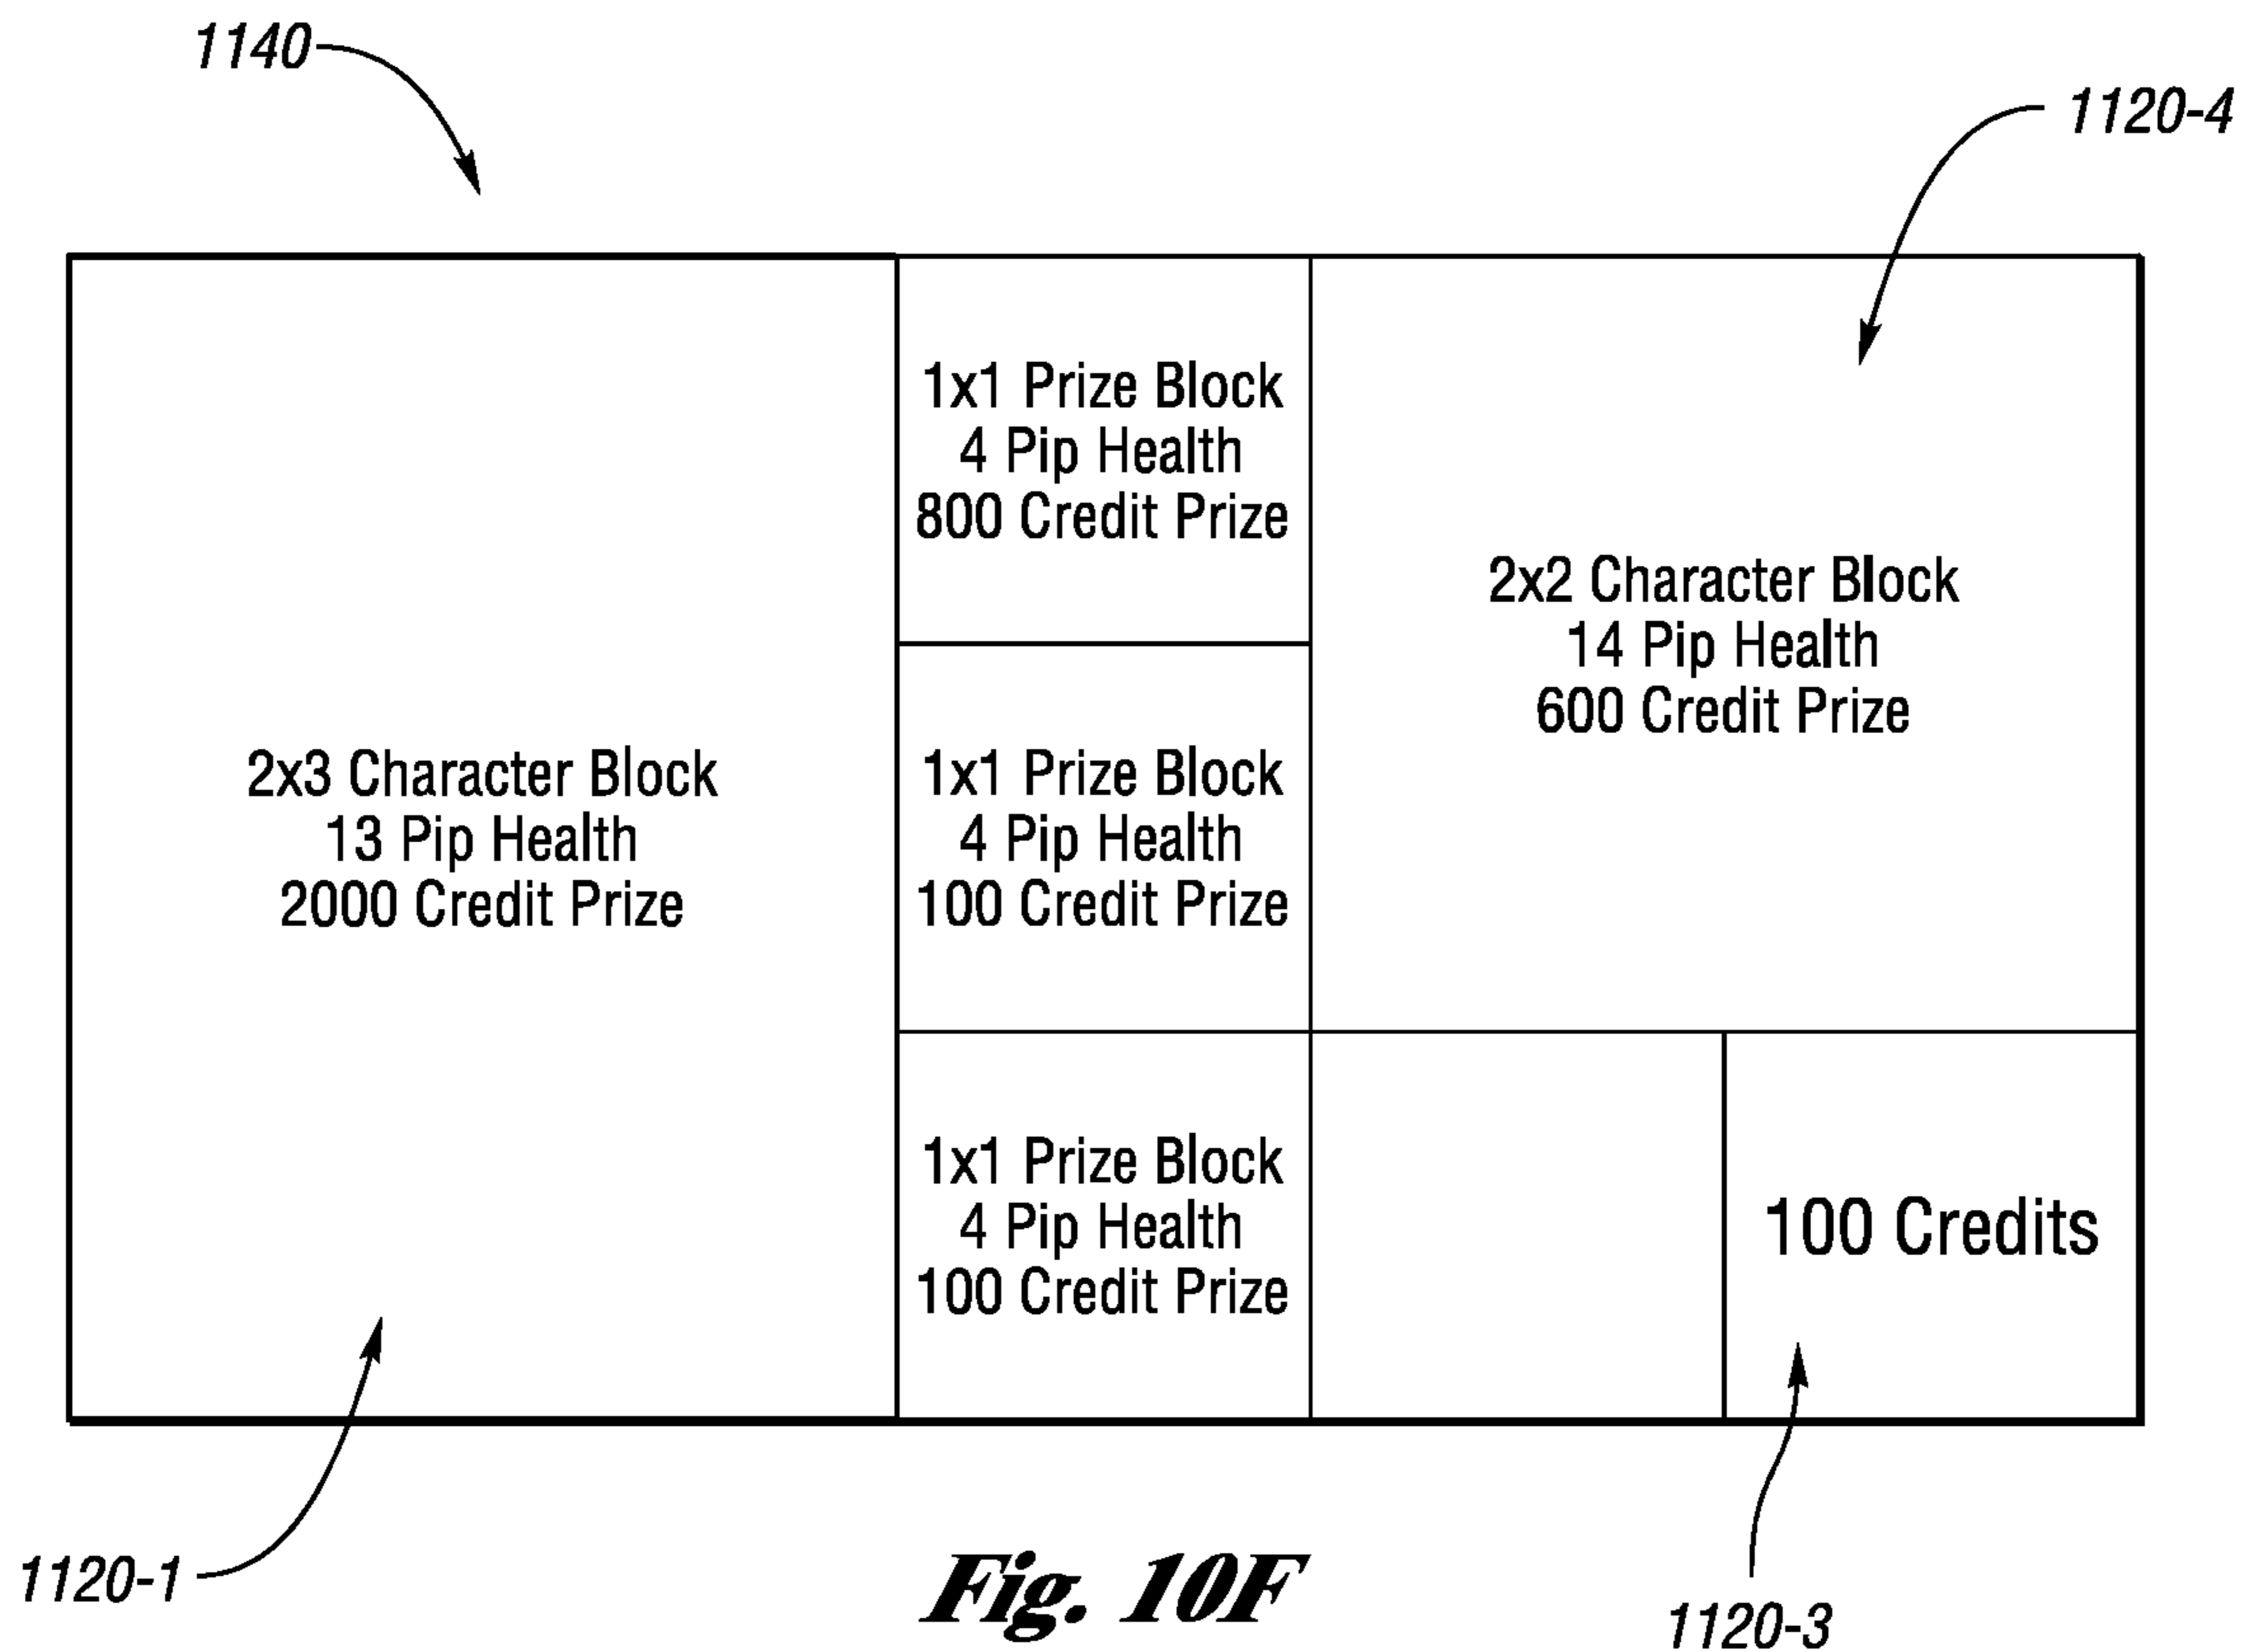 1140
1120-4
1x1 Prize Block
4 Pip Health
800 Credit Prize
2x2 Character Block
14 Pip Health
600 Credit Prize
2x3 Character Block
13 Pip Health
2000 Credit Prize
1x1 Prize Block
4 Pip Health
100 Credit Prize
1x1 Prize Block
4 Pip Health
100 Credit Prize
100 Credits
1120-1
1120-3
Fig. 10F